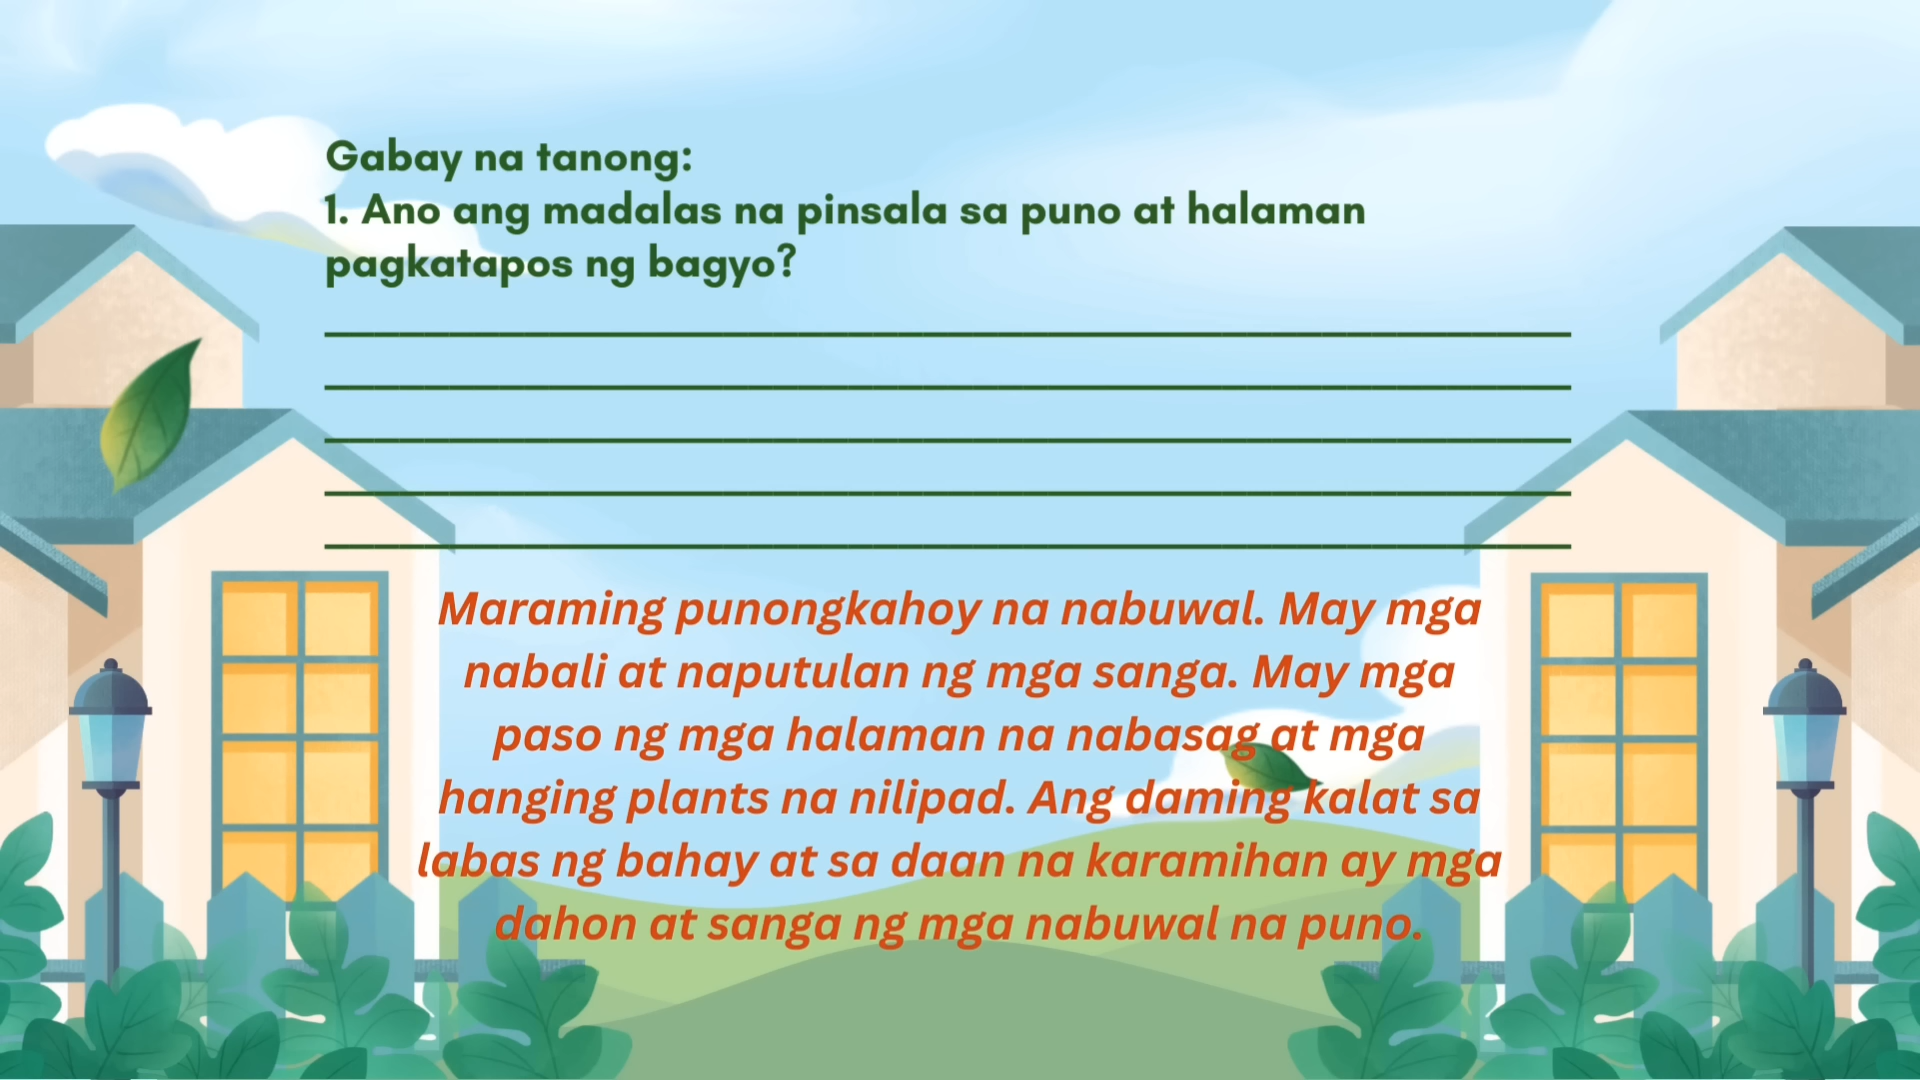 Gabay na tanong:
1. Ano ang madalas na pinsala sa puno at halaman
pagkatapos ng bagyo?
Maraming punongkahoy na nabuwal. May mga
nabali at naputulan ng mga sanga. May mga
paso ng mga halaman na nabasag at mga
hanging plants na nilipad. Ang daming kalat sa
labas ng bahay at sa daan na karamihan ay mga
dahon at sanga ng mga nabuwal na puno.